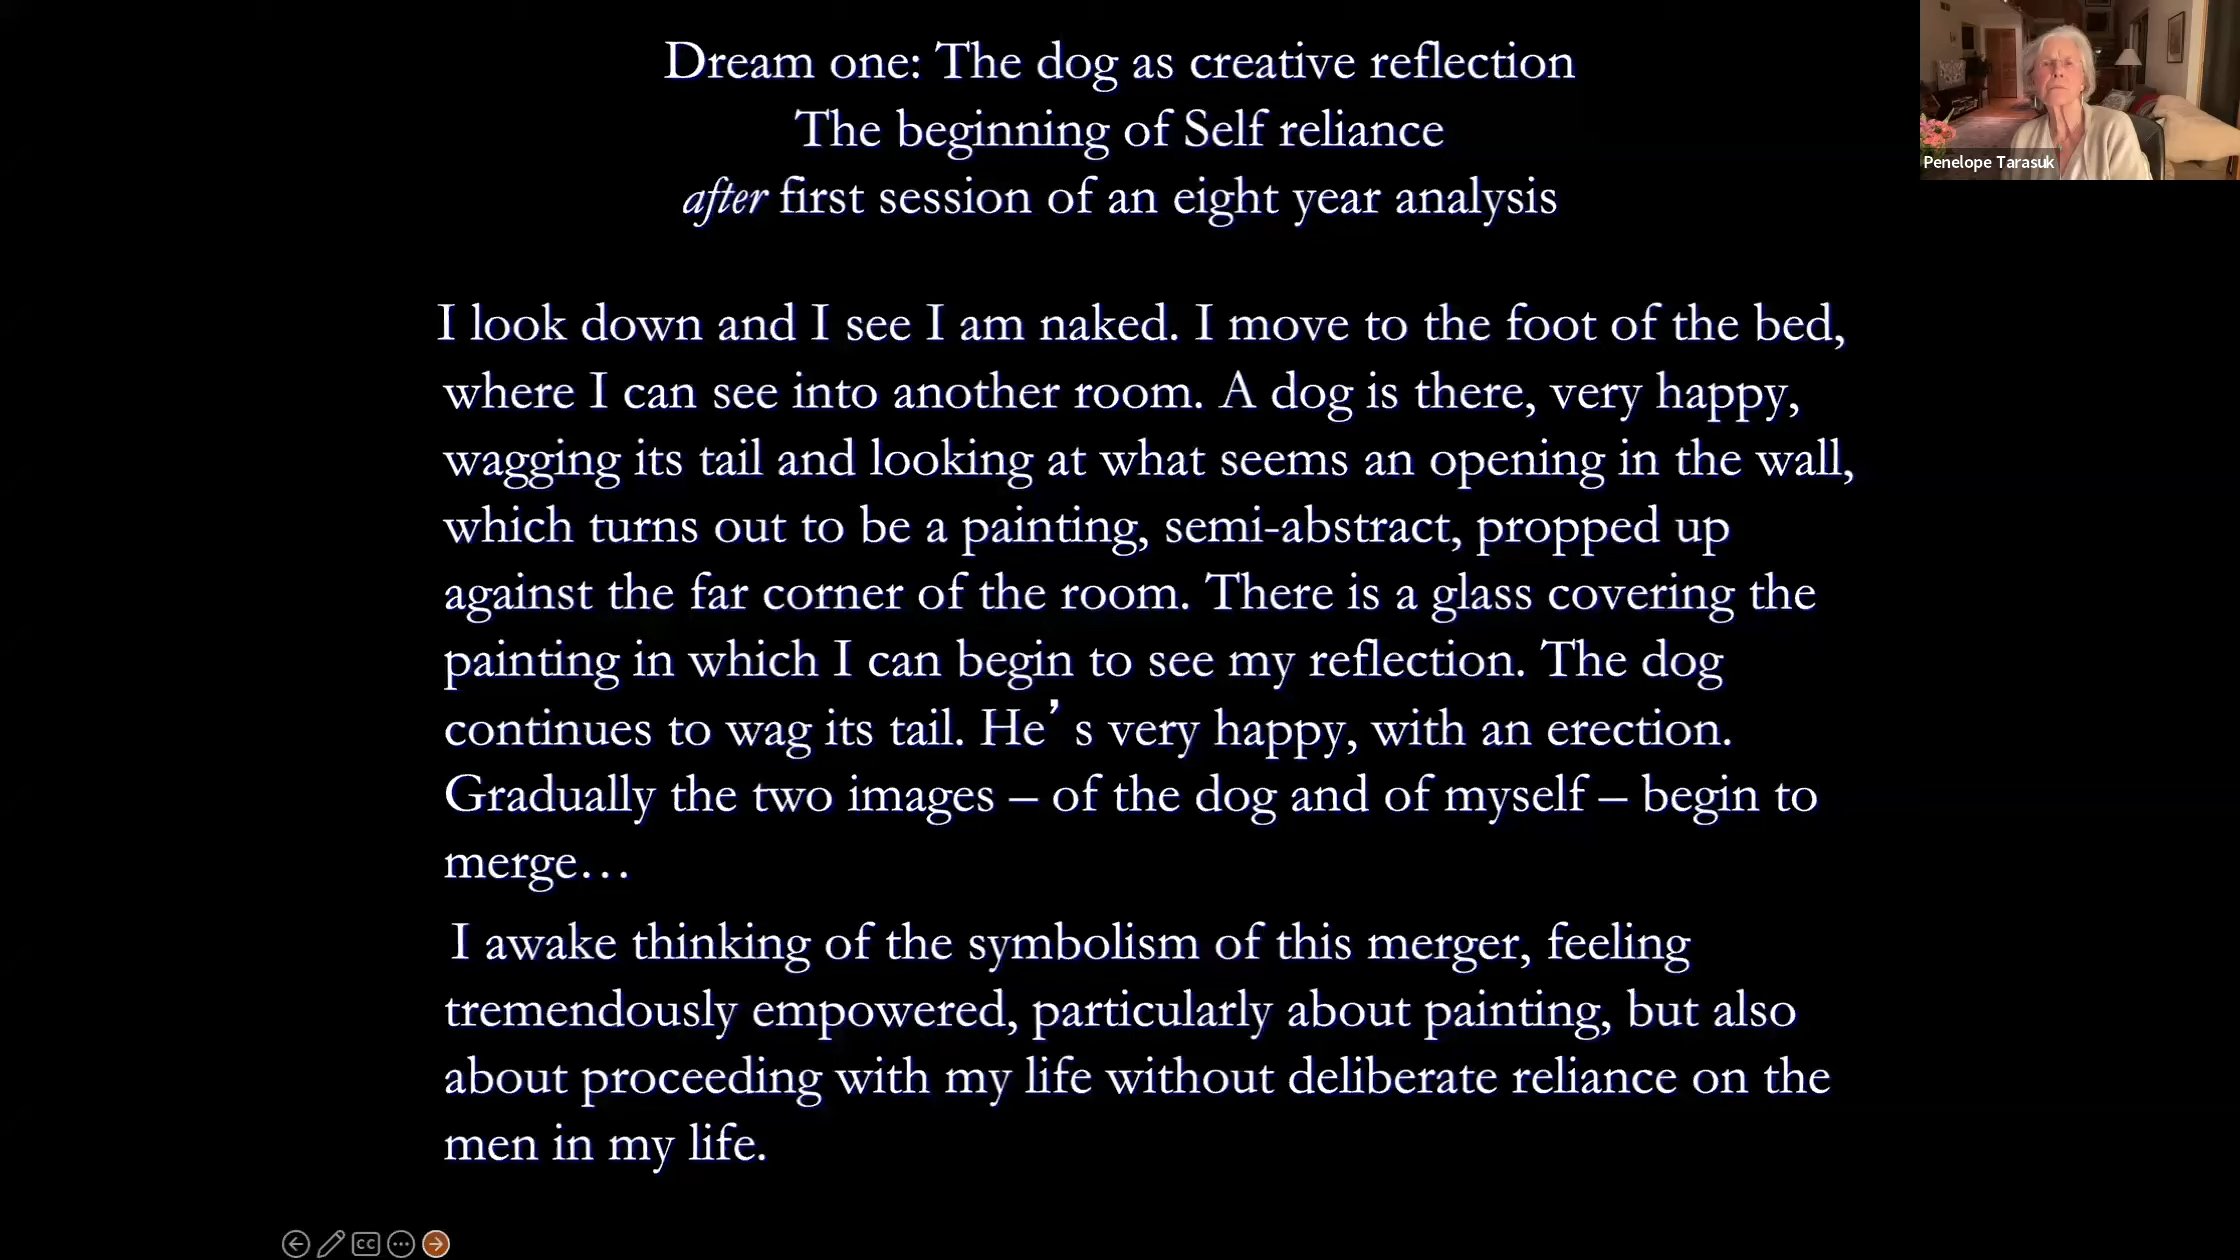 Dream one: The dog as creative reflection
The beginning of Self reliance
after first session of an eight year analysis
I look down and I see I am naked. I move to the foot of the bed,
where I can see into another room. A dog is there, very happy,
wagging its tail and looking at what seems an opening in the wall,
which turns out to be a painting, semi-abstract, propped up
against the far corner of the room. There is a glass covering the
painting in which I can begin to see my reflection. The dog
continues to wag its tail. He’s very happy, with an erection.
Gradually the two images – of the dog and of myself – begin to
merge…
I awake thinking of the symbolism of this merger, feeling
tremendously empowered, particularly about painting, but also
about proceeding with my life without deliberate reliance on the
men in my life.
Penelope Tarasuk
CC